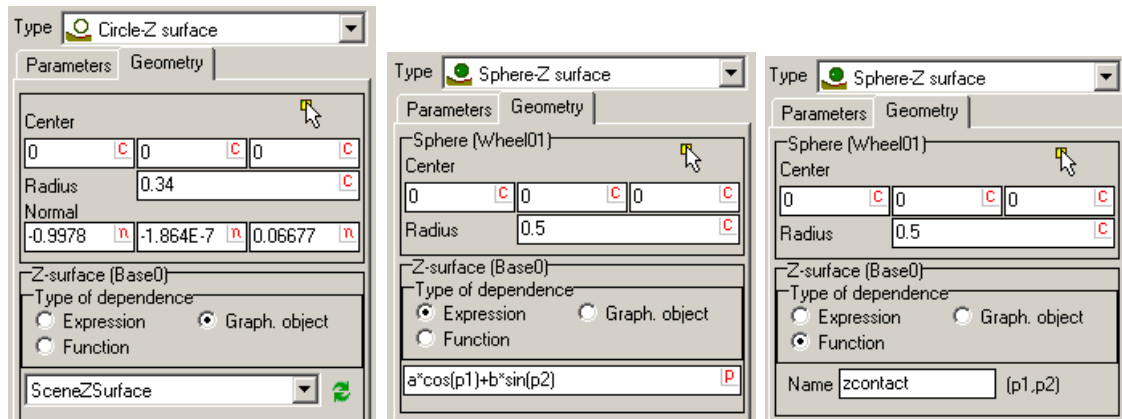 Type Circle-Z surface
Parameters Geometry
Center
0 C 0 C 0 C
Radius 0.34 C
Normal
-0.9978 n -1.864E-7 n 0.06677 n
Z-surface (Base0)
Type of dependence
Expression Graph. object
Function
SceneZSurface
Type Sphere-Z surface
Parameters Geometry
Sphere (Wheel01)
Center
0 C 0 C 0 C
Radius 0.5 C
Z-surface (Base0)
Type of dependence
Expression Graph. object
Function
a*cos(p1)+b*sin(p2) P
Type Sphere-Z surface
Parameters Geometry
Sphere (Wheel01)
Center
0 C 0 C 0 C
Radius 0.5 C
Z-surface (Base0)
Type of dependence
Expression Graph. object
Function
Name zcontact (p1,p2)